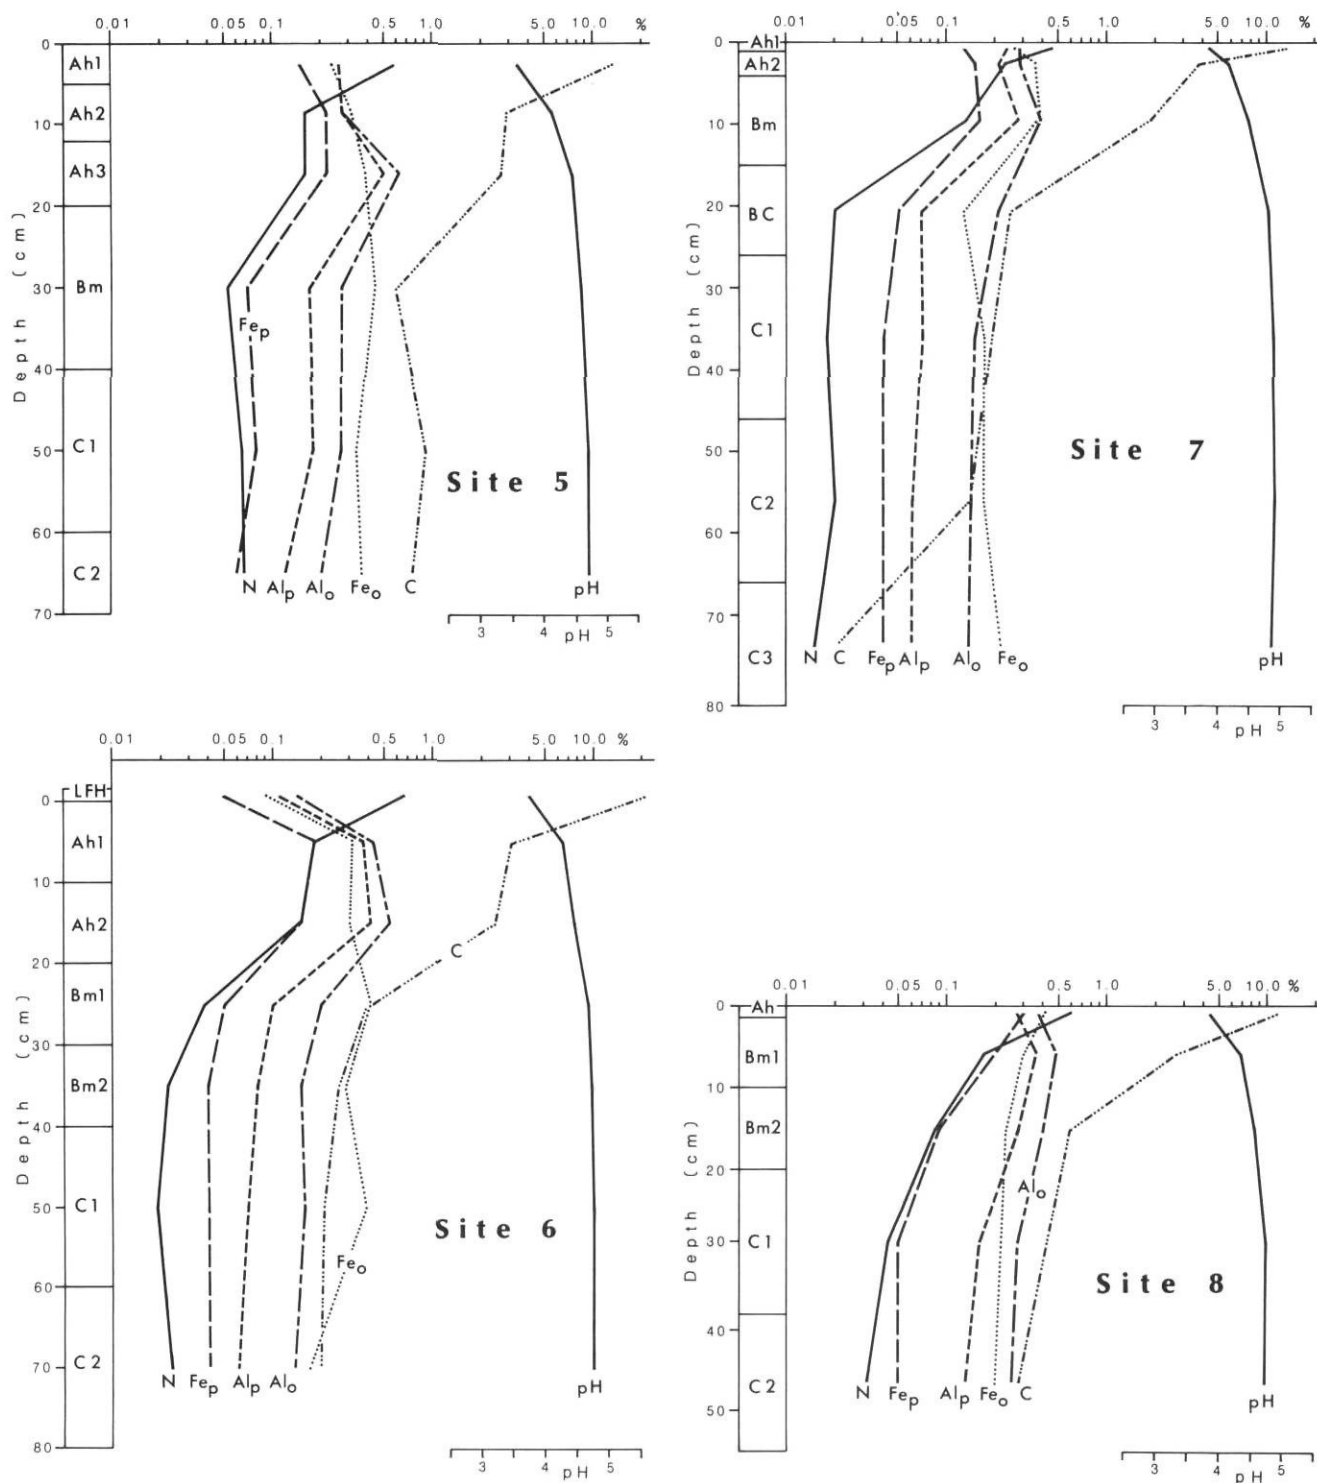 0.01 0.05 0.1 0.5 1.0 5.0 10.0 %
0
Ah1
Ah2
10
Ah3
20
Bm
30
Fep
40
C1
50
60
C2
70
Depth (cm)
Site 5
N Alp Alo Feo C pH
3 4 5
pH
0.01 0.05 0.1 0.5 1.0 5.0 10.0 %
0
Ah1
Ah2
10
Bm
20
BC
30
C1
40
50
C2
60
70
C3
80
Depth (cm)
Site 7
N C Fep Alp Alo Feo pH
3 4 5
pH
0.01 0.05 0.1 0.5 1.0 5.0 10.0 %
LFH
0
Ah1
10
Ah2
20
C
Bm1
30
Bm2
40
C1
50
Feo
60
C2
70
80
Depth (cm)
Site 6
N Fep Alp Alo pH
3 4 5
pH
0.01 0.05 0.1 0.5 1.0 5.0 10.0 %
0
Ah
Bm1
10
Bm2
20
Alo
C1
30
40
C2
50
Depth (cm)
Site 8
N Fep Alp Feo C pH
3 4 5
pH